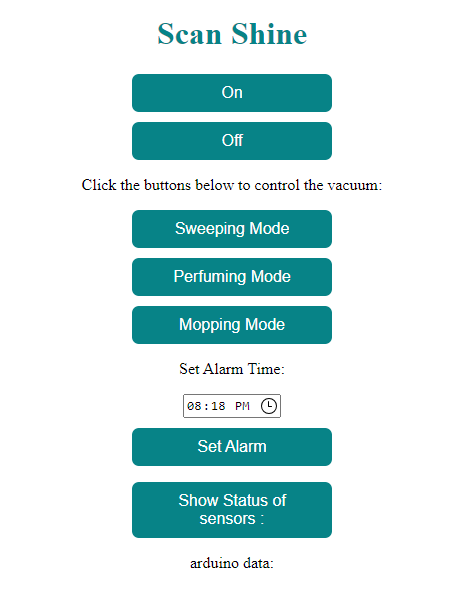 Scan Shine
On
Off
Click the buttons below to control the vacuum:
Sweeping Mode
Perfuming Mode
Mopping Mode
Set Alarm Time:
08:18 PM
Set Alarm
Show Status of
sensors :
arduino data: